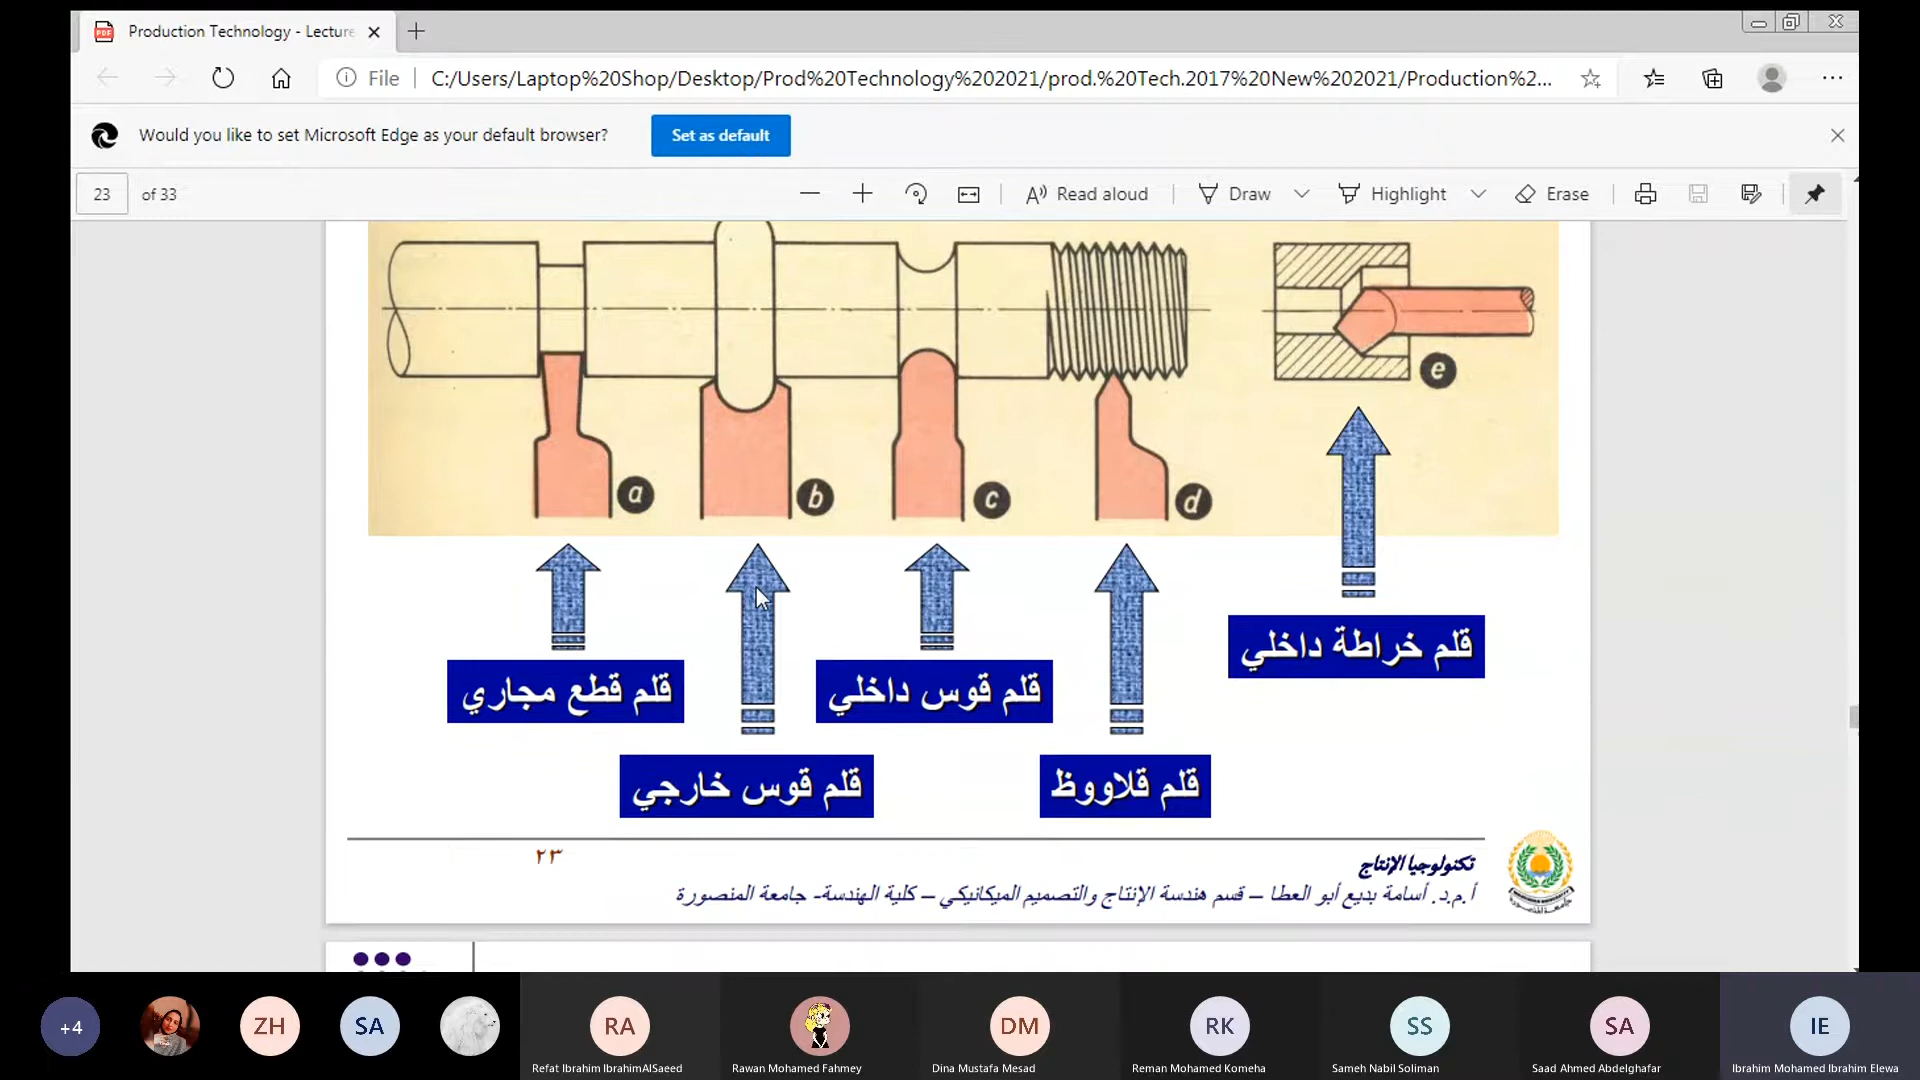 Production Technology - Lecture
File
C:/Users/Laptop%20Shop/Desktop/Prod%20Technology%202021/prod.%20Tech.2017%20New%202021/Production%2...
Would you like to set Microsoft Edge as your default browser?
Set as default
23
of 33
Read aloud
Draw
Highlight
Erase
a
b
c
d
e
قلم خراطة داخلي
قلم قطع مجاري
قلم قوس داخلي
قلم قوس خارجي
قلم قلاووظ
٢٣
تكنولوجيا الإنتاج
أ.م.د. أسامة بديع أبو العطا – قسم هندسة الإنتاج والتصميم الميكانيكي – كلية الهندسة- جامعة المنصورة
+4
ZH
SA
RA
DM
RK
SS
SA
IE
Refat Ibrahim IbrahimAlSaeed
Rawan Mohamed Fahmey
Dina Mustafa Mesad
Reman Mohamed Komeha
Sameh Nabil Soliman
Saad Ahmed Abdelghafar
Ibrahim Mohamed Ibrahim Elewa